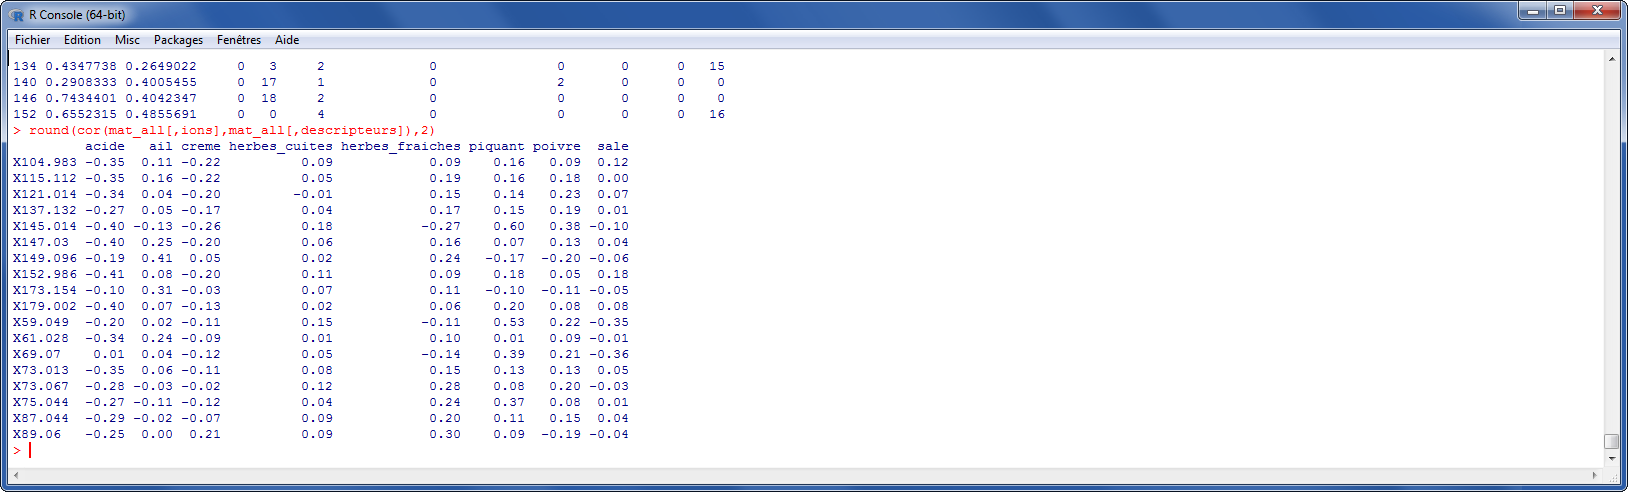 R Console (64-bit)
Fichier Edition Misc Packages Fenêtres Aide
134 0.4347738 0.2649022 0 3 2 0 0 0 0 15
140 0.2908333 0.4005455 0 17 1 0 2 0 0 0
146 0.7434401 0.4042347 0 18 2 0 0 0 0 0
152 0.6552315 0.4855691 0 0 4 0 0 0 0 16
> round(cor(mat_all[,ions],mat_all[,descripteurs]),2)
acide ail creme herbes_cuites herbes_fraiches piquant poivre sale
X104.983 -0.35 0.11 -0.22 0.09 0.09 0.16 0.09 0.12
X115.112 -0.35 0.16 -0.22 0.05 0.19 0.16 0.18 0.00
X121.014 -0.34 0.04 -0.20 -0.01 0.15 0.14 0.23 0.07
X137.132 -0.27 0.05 -0.17 0.04 0.17 0.15 0.19 0.01
X145.014 -0.40 -0.13 -0.26 0.18 -0.27 0.60 0.38 -0.10
X147.03 -0.40 0.25 -0.20 0.06 0.16 0.07 0.13 0.04
X149.096 -0.19 0.41 0.05 0.02 0.24 -0.17 -0.20 -0.06
X152.986 -0.41 0.08 -0.20 0.11 0.09 0.18 0.05 0.18
X173.154 -0.10 0.31 -0.03 0.07 0.11 -0.10 -0.11 -0.05
X179.002 -0.40 0.07 -0.13 0.02 0.06 0.20 0.08 0.08
X59.049 -0.20 0.02 -0.11 0.15 -0.11 0.53 0.22 -0.35
X61.028 -0.34 0.24 -0.09 0.01 0.10 0.01 0.09 -0.01
X69.07 0.01 0.04 -0.12 0.05 -0.14 0.39 0.21 -0.36
X73.013 -0.35 0.06 -0.11 0.08 0.15 0.13 0.13 0.05
X73.067 -0.28 -0.03 -0.02 0.12 0.28 0.08 0.20 -0.03
X75.044 -0.27 -0.11 -0.12 0.04 0.24 0.37 0.08 0.01
X87.044 -0.29 -0.02 -0.07 0.09 0.20 0.11 0.15 0.04
X89.06 -0.25 0.00 0.21 0.09 0.30 0.09 -0.19 -0.04
>